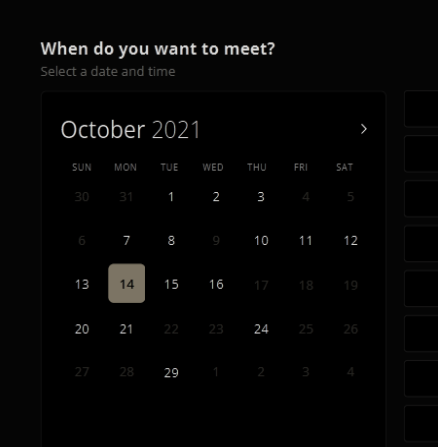 When do you want to meet?
Select a date and time
October 2021
SUN MON TUE WED THU FRI SAT
30 31 1 2 3 4 5
6 7 8 9 10 11 12
13 14 15 16 17 18 19
20 21 22 23 24 25 26
27 28 29 1 2 3 4